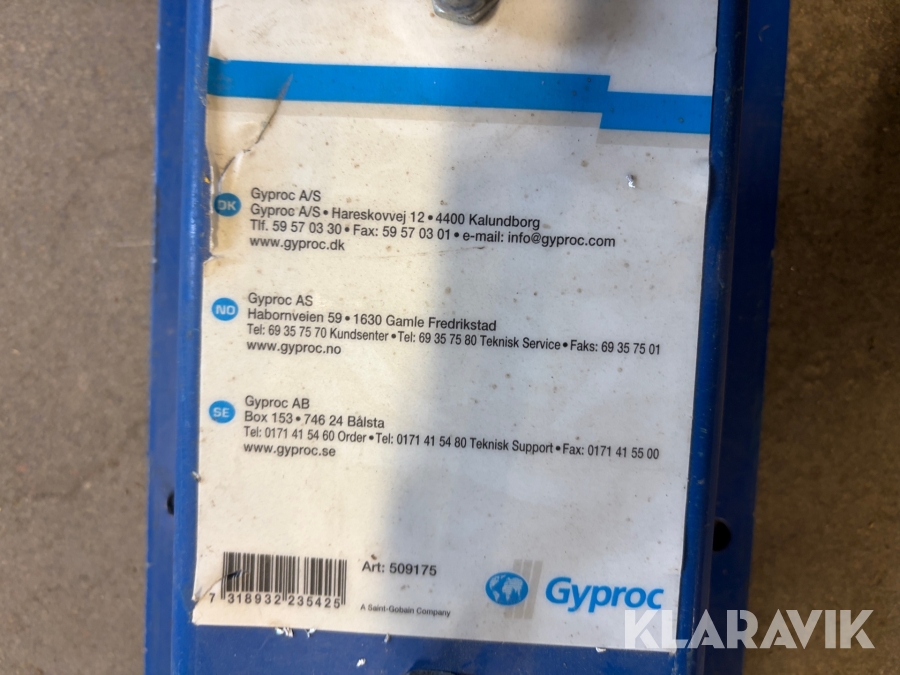 DK
Gyproc A/S
Gyproc A/S • Hareskovvej 12 • 4400 Kalundborg
Tlf. 59 57 03 30 • Fax: 59 57 03 01 • e-mail: info@gyproc.com
www.gyproc.dk
NO
Gyproc AS
Habornveien 59 • 1630 Gamle Fredrikstad
Tel: 69 35 75 70 Kundsenter • Tel: 69 35 75 80 Teknisk Service • Faks: 69 35 75 01
www.gyproc.no
SE
Gyproc AB
Box 153 • 746 24 Bålsta
Tel: 0171 41 54 60 Order • Tel: 0171 41 54 80 Teknisk Support • Fax: 0171 41 55 00
www.gyproc.se
Art: 509175
7 318932 235425
A Saint-Gobain Company
Gyproc
KLARAVIK